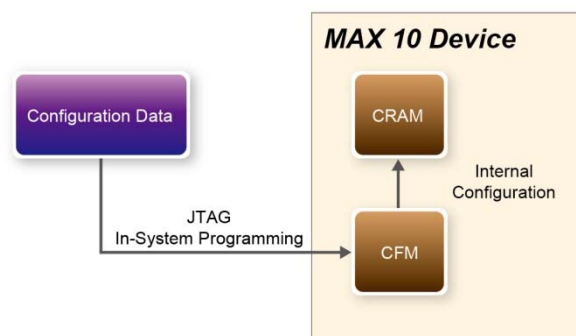 MAX 10 Device
Configuration Data
CRAM
Internal
Configuration
JTAG
In-System Programming
CFM